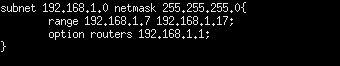 subnet 192.168.1.0 netmask 255.255.255.0{
range 192.168.1.7 192.168.1.17;
option routers 192.168.1.1;
}